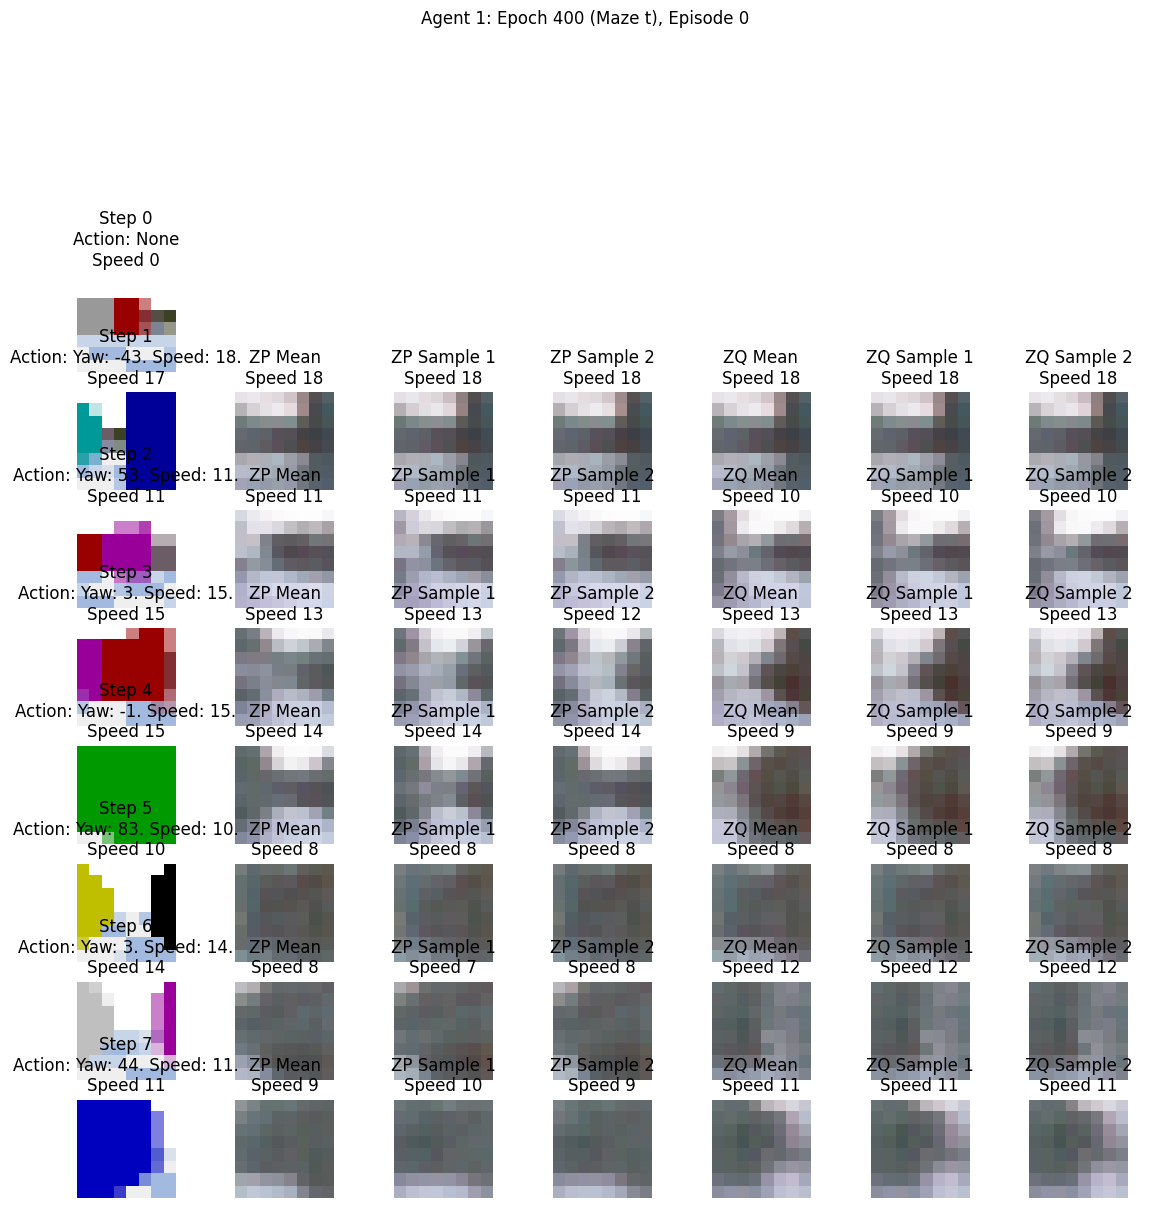 Agent 1: Epoch 400 (Maze t), Episode 0
Step 0
Action: None
Speed 0
Step 1
Action: Yaw: -43. Speed: 18.
Speed 17
ZP Mean
Speed 18
ZP Sample 1
Speed 18
ZP Sample 2
Speed 18
ZQ Mean
Speed 18
ZQ Sample 1
Speed 18
ZQ Sample 2
Speed 18
Step 2
Action: Yaw: 53. Speed: 11.
Speed 11
ZP Mean
Speed 11
ZP Sample 1
Speed 11
ZP Sample 2
Speed 11
ZQ Mean
Speed 10
ZQ Sample 1
Speed 10
ZQ Sample 2
Speed 10
Step 3
Action: Yaw: 3. Speed: 15.
Speed 15
ZP Mean
Speed 13
ZP Sample 1
Speed 13
ZP Sample 2
Speed 12
ZQ Mean
Speed 13
ZQ Sample 1
Speed 13
ZQ Sample 2
Speed 13
Step 4
Action: Yaw: -1. Speed: 15.
Speed 15
ZP Mean
Speed 14
ZP Sample 1
Speed 14
ZP Sample 2
Speed 14
ZQ Mean
Speed 9
ZQ Sample 1
Speed 9
ZQ Sample 2
Speed 9
Step 5
Action: Yaw: 83. Speed: 10.
Speed 10
ZP Mean
Speed 8
ZP Sample 1
Speed 8
ZP Sample 2
Speed 8
ZQ Mean
Speed 8
ZQ Sample 1
Speed 8
ZQ Sample 2
Speed 8
Step 6
Action: Yaw: 3. Speed: 14.
Speed 14
ZP Mean
Speed 8
ZP Sample 1
Speed 7
ZP Sample 2
Speed 8
ZQ Mean
Speed 12
ZQ Sample 1
Speed 12
ZQ Sample 2
Speed 12
Step 7
Action: Yaw: 44. Speed: 11.
Speed 11
ZP Mean
Speed 9
ZP Sample 1
Speed 10
ZP Sample 2
Speed 9
ZQ Mean
Speed 11
ZQ Sample 1
Speed 11
ZQ Sample 2
Speed 11